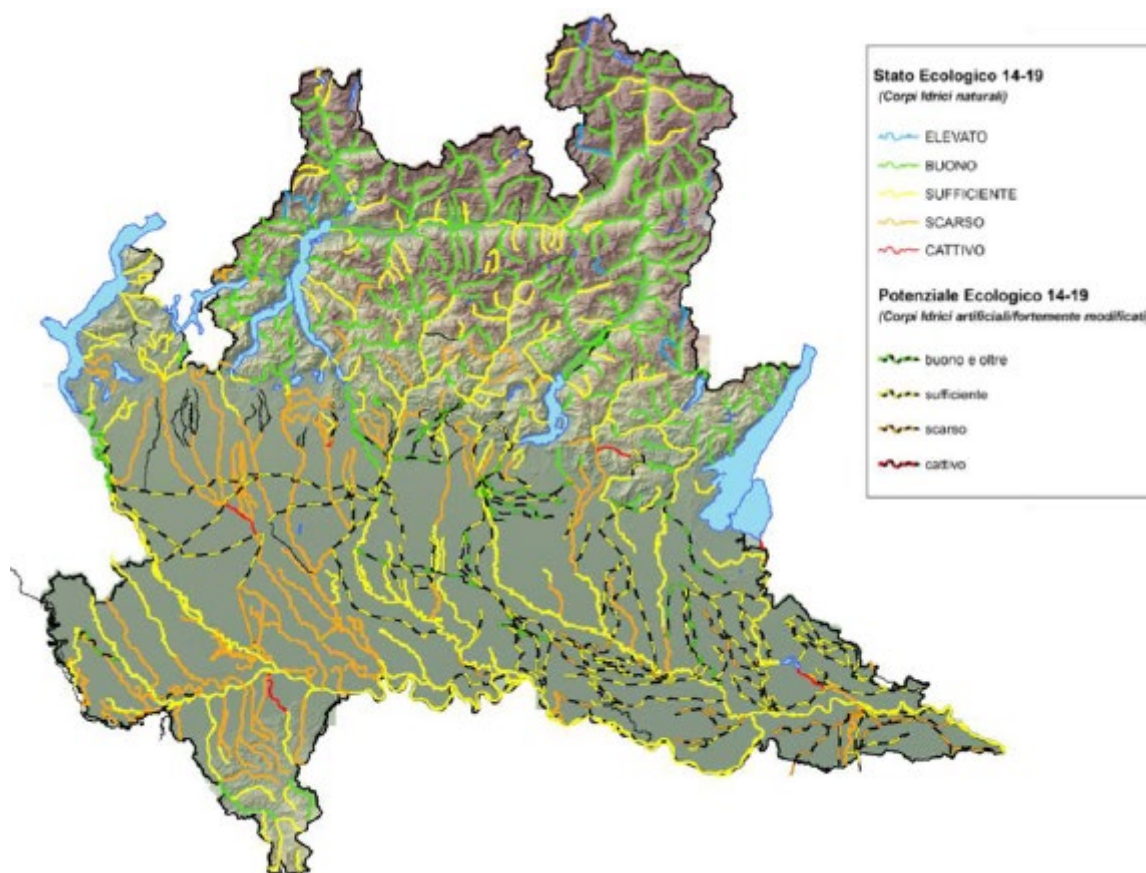 Stato Ecologico 14-19
(Corpi Idrici naturali)
ELEVATO
BUONO
SUFFICIENTE
SCARSO
CATTIVO
Potenziale Ecologico 14-19
(Corpi Idrici artificiali/fortemente modificati
buono e oltre
sufficiente
scarso
cattivo